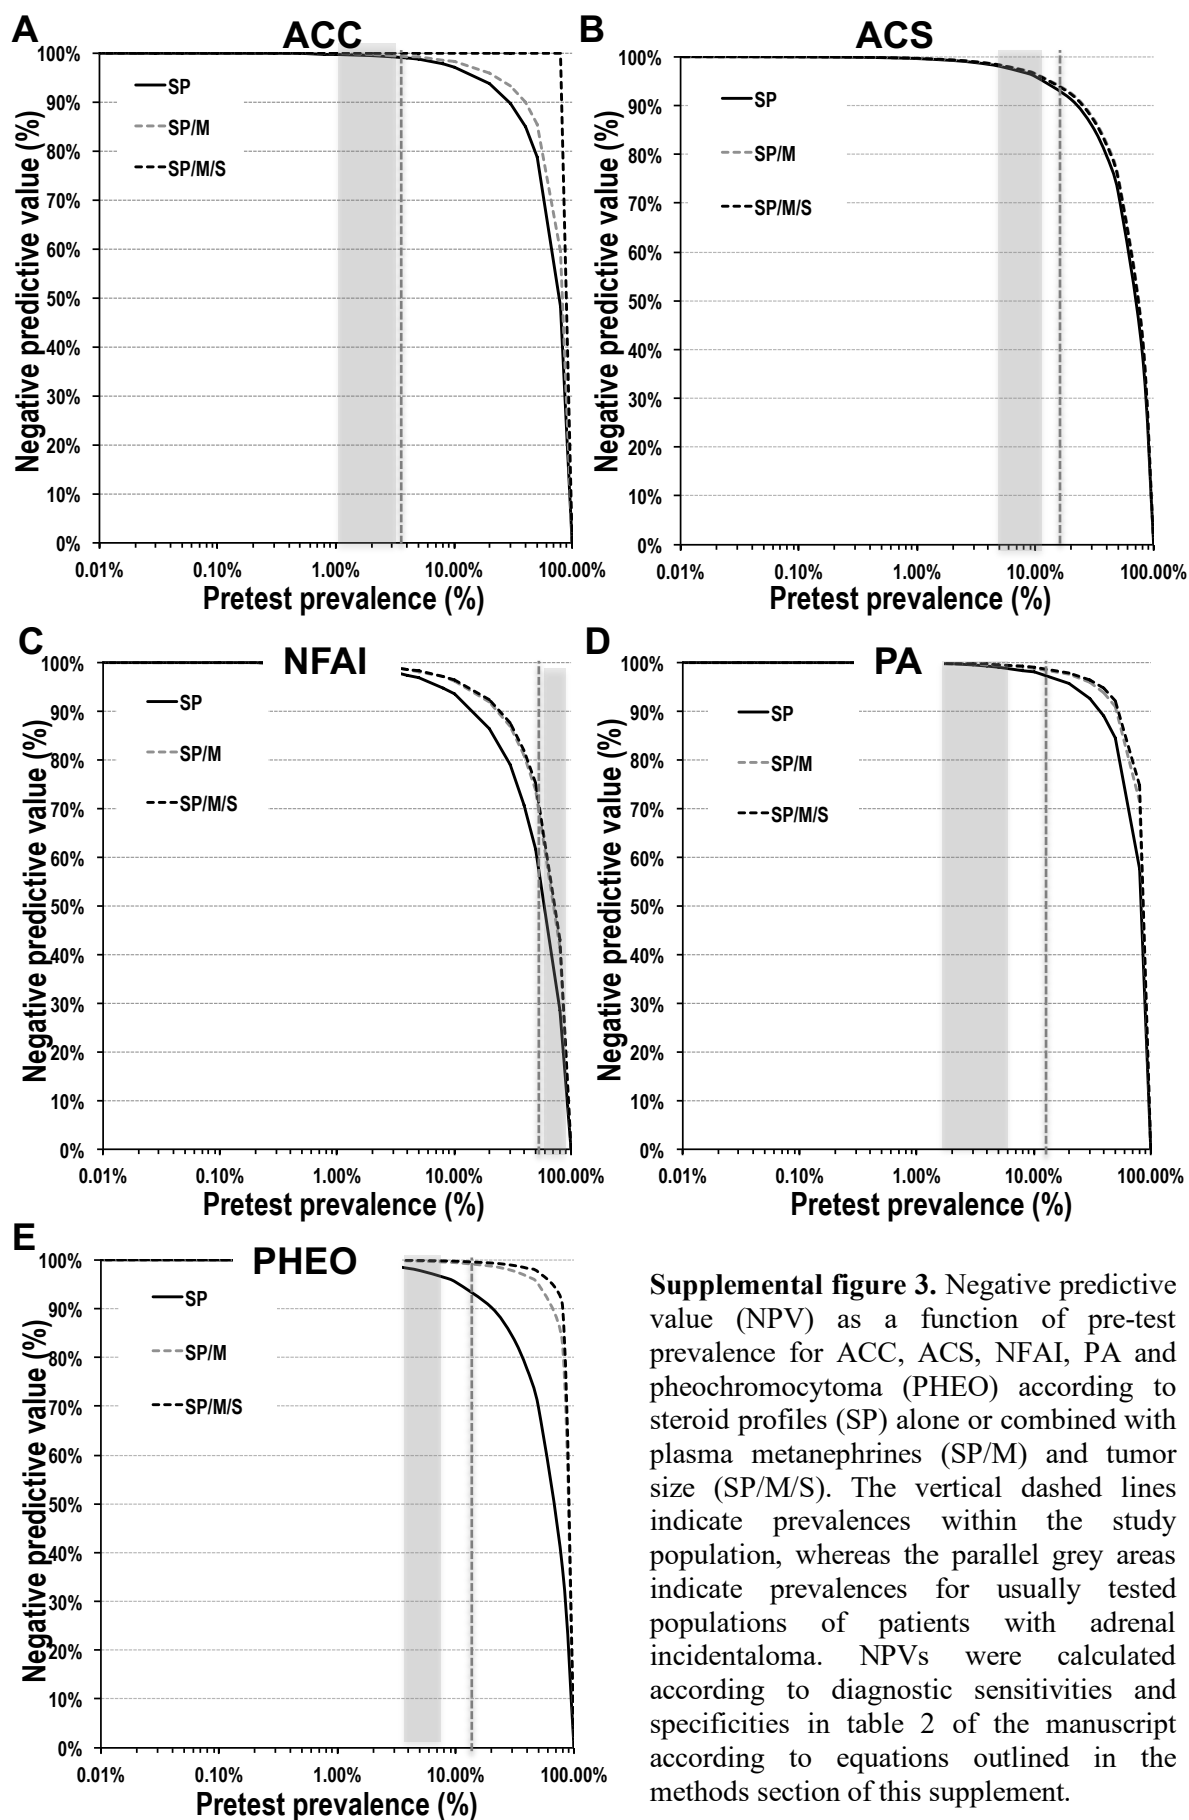 A
ACC
100%
90%
80%
70%
60%
50%
40%
30%
20%
10%
0%
Negative predictive value (%)
SP
SP/M
SP/M/S
0.01% 0.10% 1.00% 10.00% 100.00%
Pretest prevalence (%)
B
ACS
100%
90%
80%
70%
60%
50%
40%
30%
20%
10%
0%
Negative predictive value (%)
SP
SP/M
SP/M/S
0.01% 0.10% 1.00% 10.00% 100.00%
Pretest prevalence (%)
C
NFAI
100%
90%
80%
70%
60%
50%
40%
30%
20%
10%
0%
Negative predictive value (%)
SP
SP/M
SP/M/S
0.01% 0.10% 1.00% 10.00% 100.00%
Pretest prevalence (%)
D
PA
100%
90%
80%
70%
60%
50%
40%
30%
20%
10%
0%
Negative predictive value (%)
SP
SP/M
SP/M/S
0.01% 0.10% 1.00% 10.00% 100.00%
Pretest prevalence (%)
E
PHEO
100%
90%
80%
70%
60%
50%
40%
30%
20%
10%
0%
Negative predictive value (%)
SP
SP/M
SP/M/S
0.01% 0.10% 1.00% 10.00% 100.00%
Pretest prevalence (%)
Supplemental figure 3. Negative predictive
value (NPV) as a function of pre-test
prevalence for ACC, ACS, NFAI, PA and
pheochromocytoma (PHEO) according to
steroid profiles (SP) alone or combined with
plasma metanephrines (SP/M) and tumor
size (SP/M/S). The vertical dashed lines
indicate prevalences within the study
population, whereas the parallel grey areas
indicate prevalences for usually tested
populations of patients with adrenal
incidentaloma. NPVs were calculated
according to diagnostic sensitivities and
specificities in table 2 of the manuscript
according to equations outlined in the
methods section of this supplement.